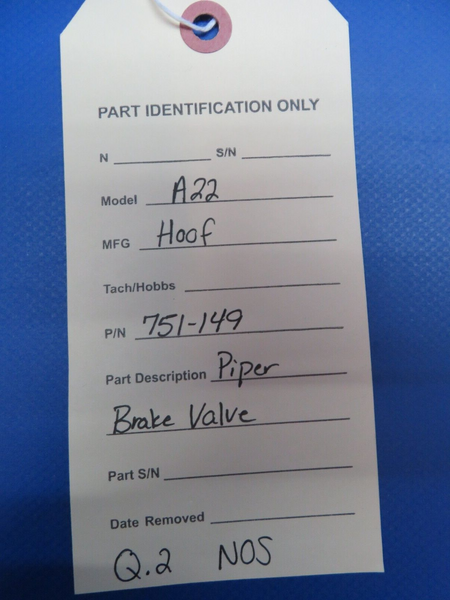 PART IDENTIFICATION ONLY
N S/N
Model A22
MFG Hoof
Tach/Hobbs
P/N 751-149
Part Description Piper
Brake Valve
Part S/N
Date Removed
Q.2 NOS